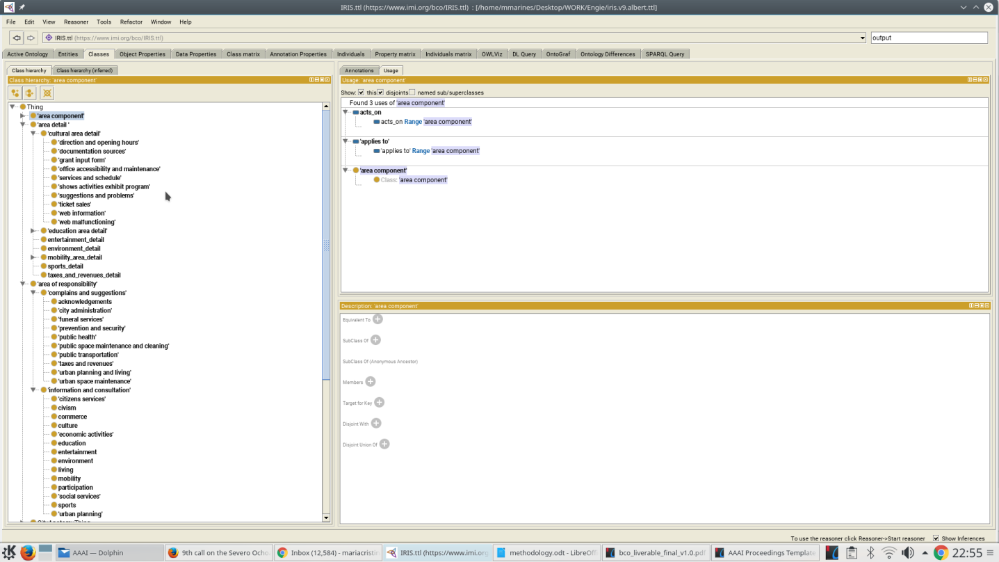 IRIS.ttl (https://www.imi.org/bco/IRIS.ttl) : [/home/mmarines/Desktop/WORK/Engie/iris.v9.albert.ttl]
File Edit View Reasoner Tools Refactor Window Help
IRIS.ttl (https://www.imi.org/bco/IRIS.ttl)
output
Active Ontology Entities Classes Object Properties Data Properties Class matrix Annotation Properties Individuals Property matrix Individuals matrix OWLViz DL Query OntoGraf Ontology Differences SPARQL Query
Class hierarchy Class hierarchy (inferred)
Class hierarchy: 'area component'
Thing
'area component'
'area detail '
'cultural area detail'
'direction and opening hours'
'documentation sources'
'grant input form'
'office accessibility and maintenance'
'services and schedule'
'shows activities exhibit program'
'suggestions and problems'
'ticket sales'
'web information'
'web malfunctioning'
'education area detail'
entertainment_detail
environment_detail
mobility_area_detail
sports_detail
taxes_and_revenues_detail
'area of responsibility'
'complains and suggestions'
acknowledgements
'city administration'
'funeral services'
'prevention and security'
'public health'
'public space maintenance and cleaning'
'public transportation'
'taxes and revenues'
'urban planning and living'
'urban space maintenance'
'information and consultation'
'citizens services'
civism
commerce
culture
'economic activities'
education
entertainment
environment
living
mobility
participation
'social services'
sports
'urban planning'
Annotations Usage
Usage: 'area component'
Show: this disjoints named sub/superclasses
Found 3 uses of 'area component'
acts_on
acts_on Range 'area component'
'applies to'
'applies to' Range 'area component'
'area component'
Class: 'area component'
Description: 'area component'
Equivalent To
SubClass Of
SubClass Of (Anonymous Ancestor)
Members
Target for Key
Disjoint With
Disjoint Union Of
To use the reasoner click Reasoner->Start reasoner Show Inferences
AAAI — Dolphin 9th call on the Severo Ocho Inbox (12,584) - mariacristin IRIS.ttl (https://www.imi.org methodology.odt - LibreOffi bco_liverable_final_v1.0.pdf AAAI Proceedings Template 22:55